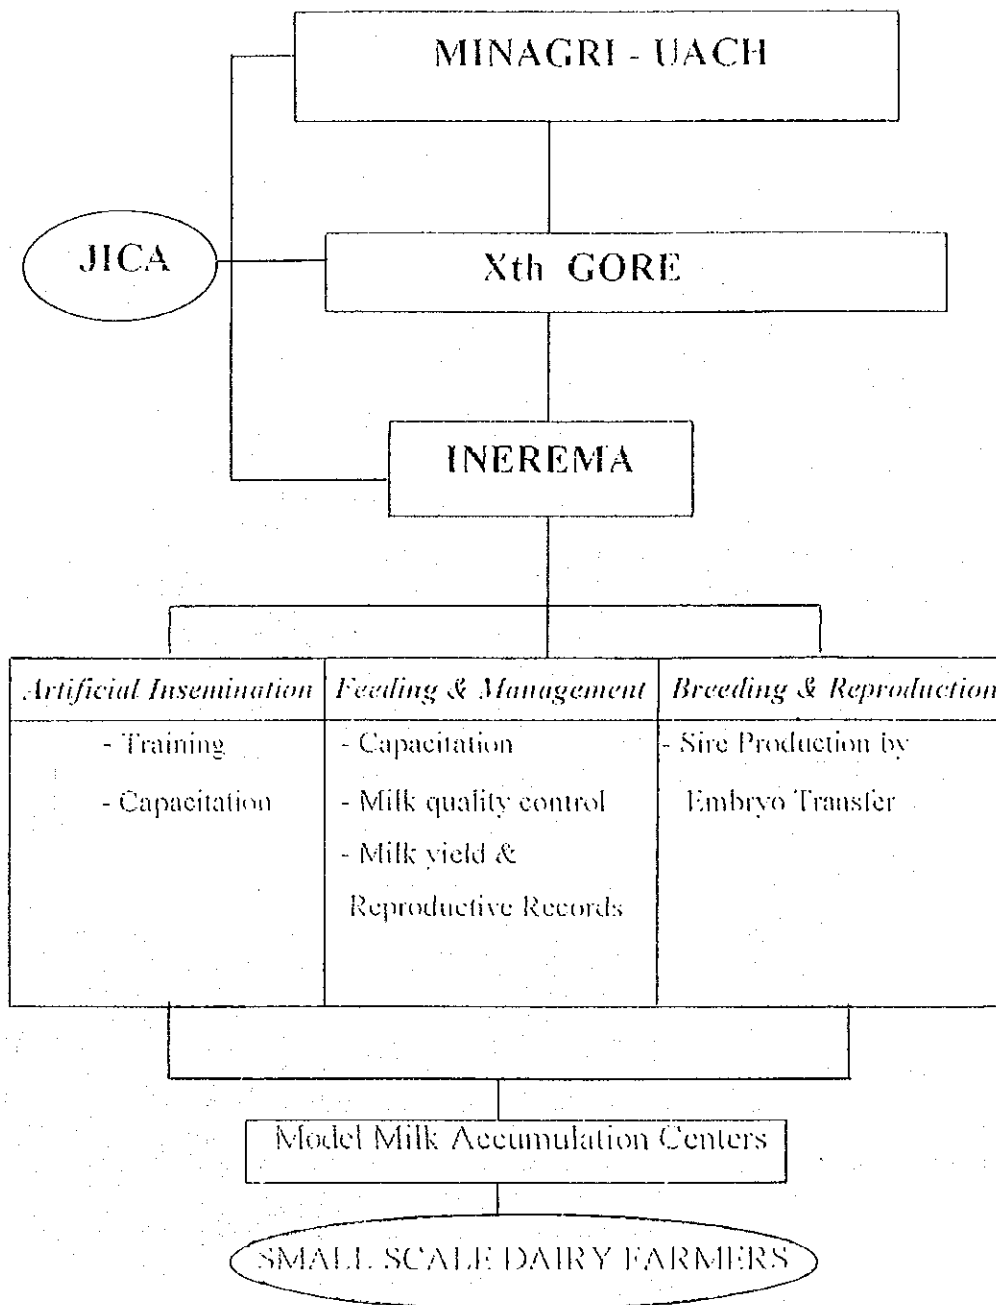 MINAGRI - UACH
JICA
Xth GORE
INEREMA
Artificial Insemination
- Training
- Capacitation
Feeding & Management
- Capacitation
- Milk quality control
- Milk yield &
Reproductive Records
Breeding & Reproduction
- Sire Production by
Embryo Transfer
Model Milk Accumulation Centers
SMALL SCALE DAIRY FARMERS